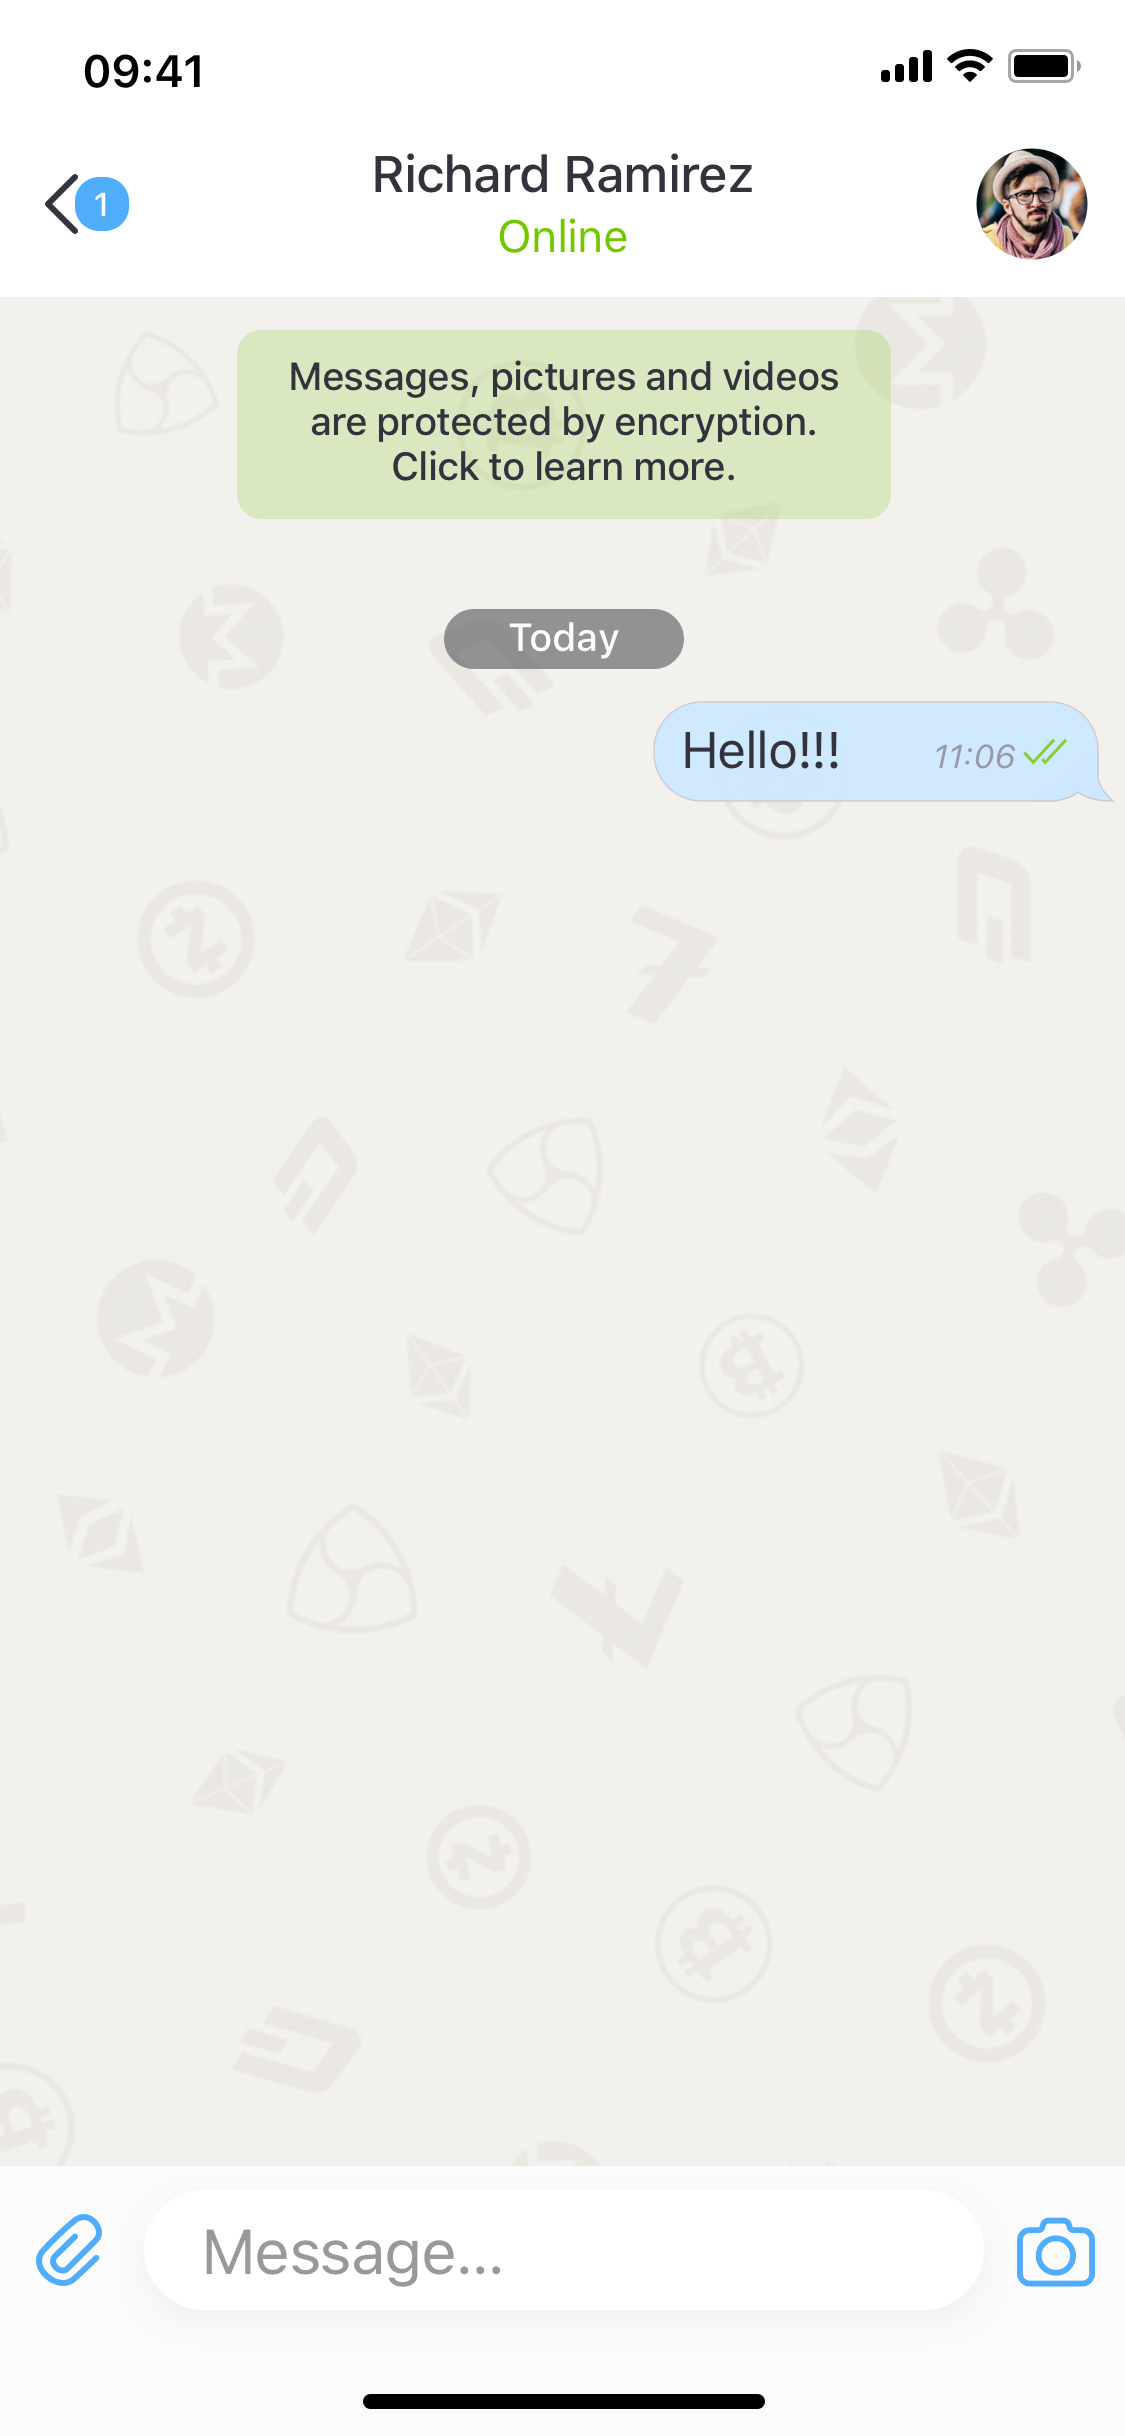 09:41
1
Richard Ramirez
Online
Messages, pictures and videos
are protected by encryption.
Click to learn more.
Today
Hello!!! 11:06
Message...